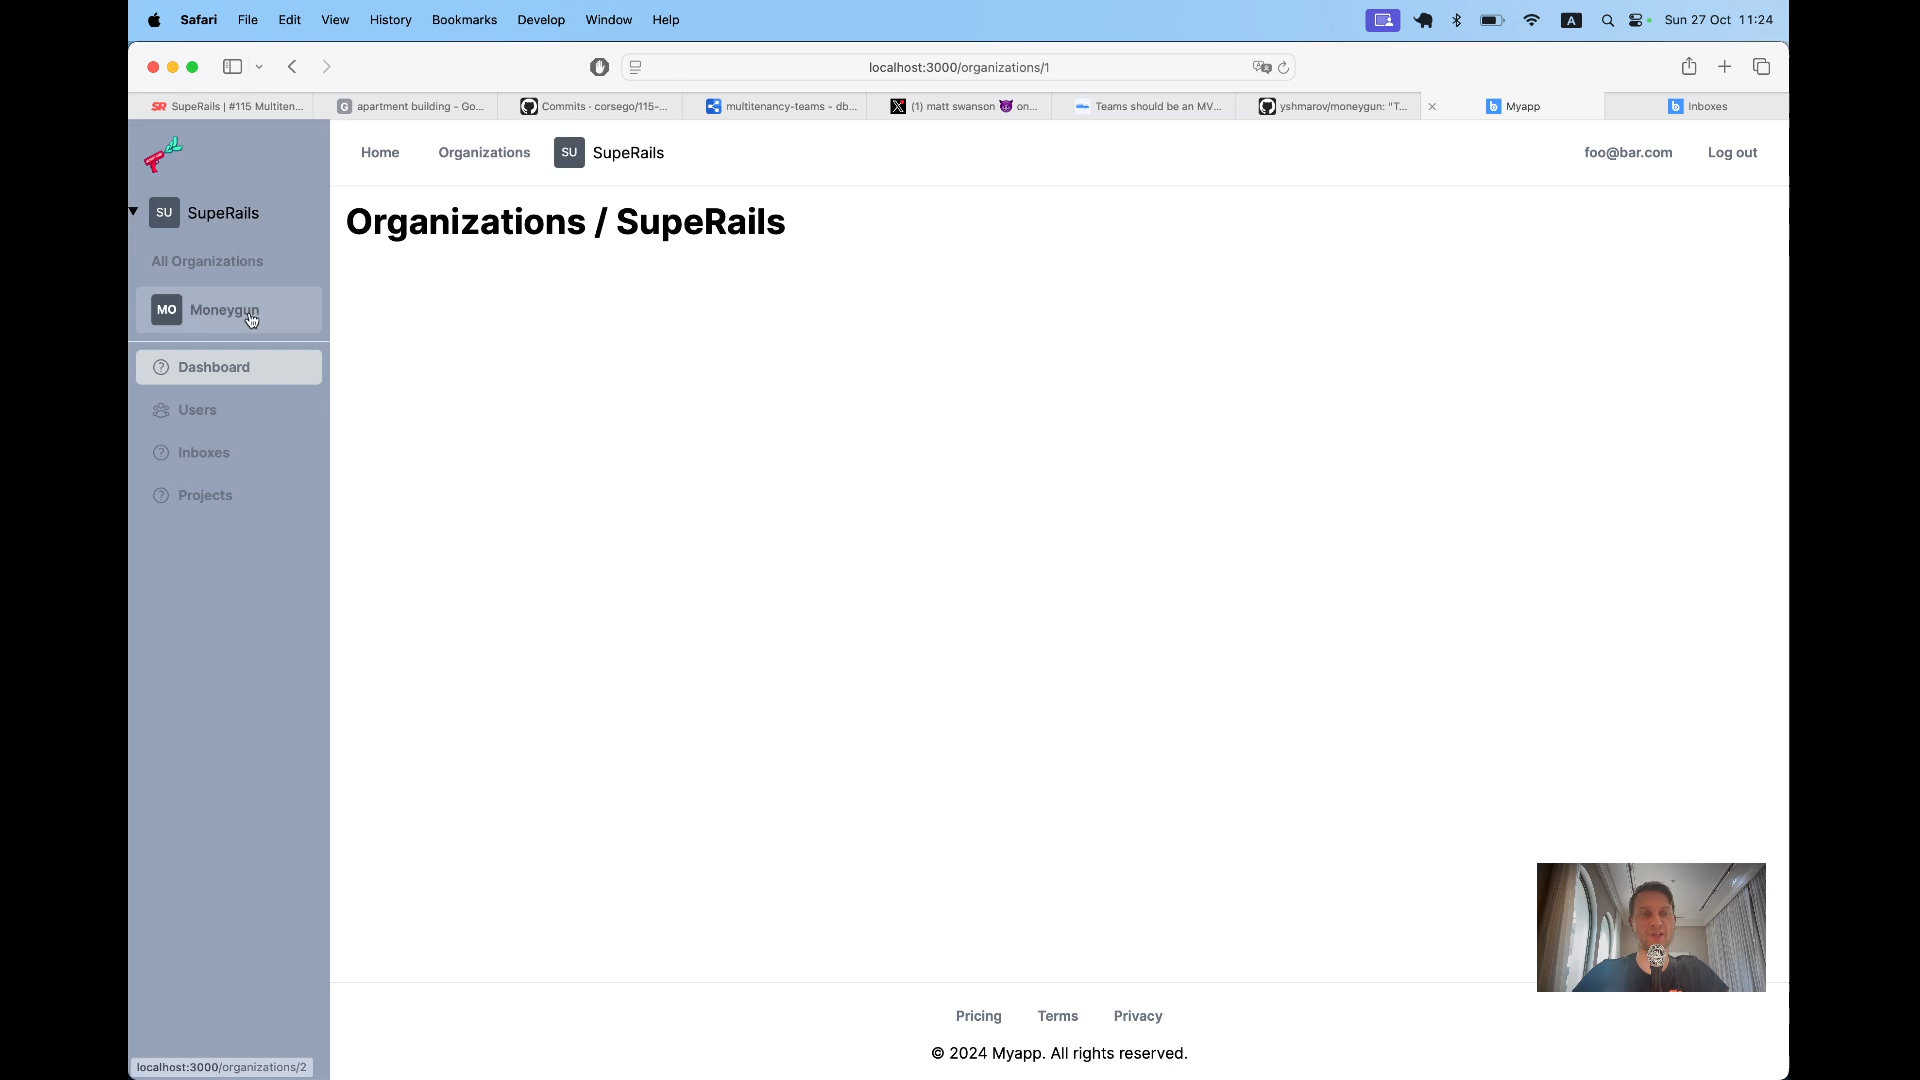 Safari File Edit View History Bookmarks Develop Window Help A Sun 27 Oct 11:24
localhost:3000/organizations/1
SR SupeRails | #115 Multiten... G apartment building - Go... Commits · corsego/115-... multitenancy-teams - db... (1) matt swanson 😈 on... Teams should be an MV... yshmarov/moneygun: "T... Myapp Inboxes
Home Organizations SU SupeRails foo@bar.com Log out
SU SupeRails
Organizations / SupeRails
All Organizations
MO Moneygun
Dashboard
Users
Inboxes
Projects
Pricing Terms Privacy
© 2024 Myapp. All rights reserved.
localhost:3000/organizations/2